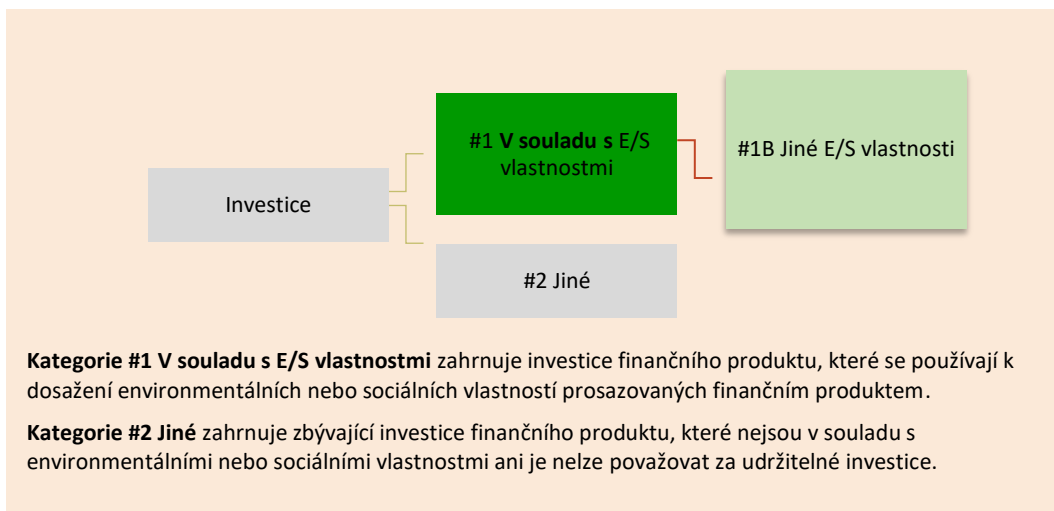 #1 V souladu s E/S
vlastnostmi
#1B Jiné E/S vlastnosti
Investice
#2 Jiné
Kategorie #1 V souladu s E/S vlastnostmi zahrnuje investice finančního produktu, které se používají k
dosažení environmentálních nebo sociálních vlastností prosazovaných finančním produktem.
Kategorie #2 Jiné zahrnuje zbývající investice finančního produktu, které nejsou v souladu s
environmentálními nebo sociálními vlastnostmi ani je nelze považovat za udržitelné investice.